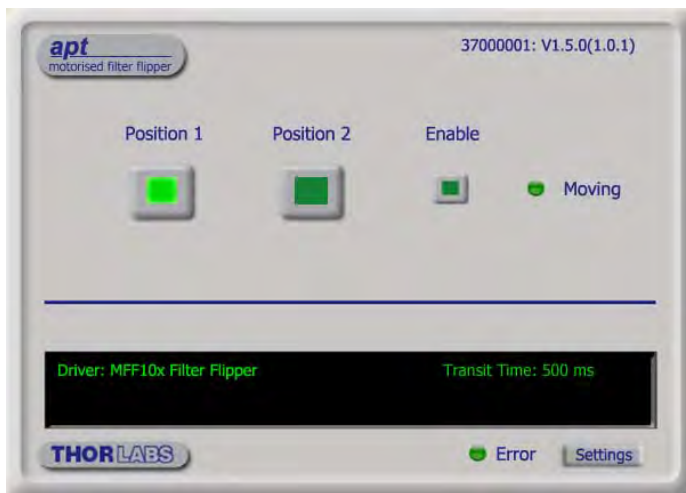 apt
motorised filter flipper
37000001: V1.5.0(1.0.1)
Position 1
Position 2
Enable
Moving
Driver: MFF10x Filter Flipper
Transit Time: 500 ms
THORLABS
Error
Settings